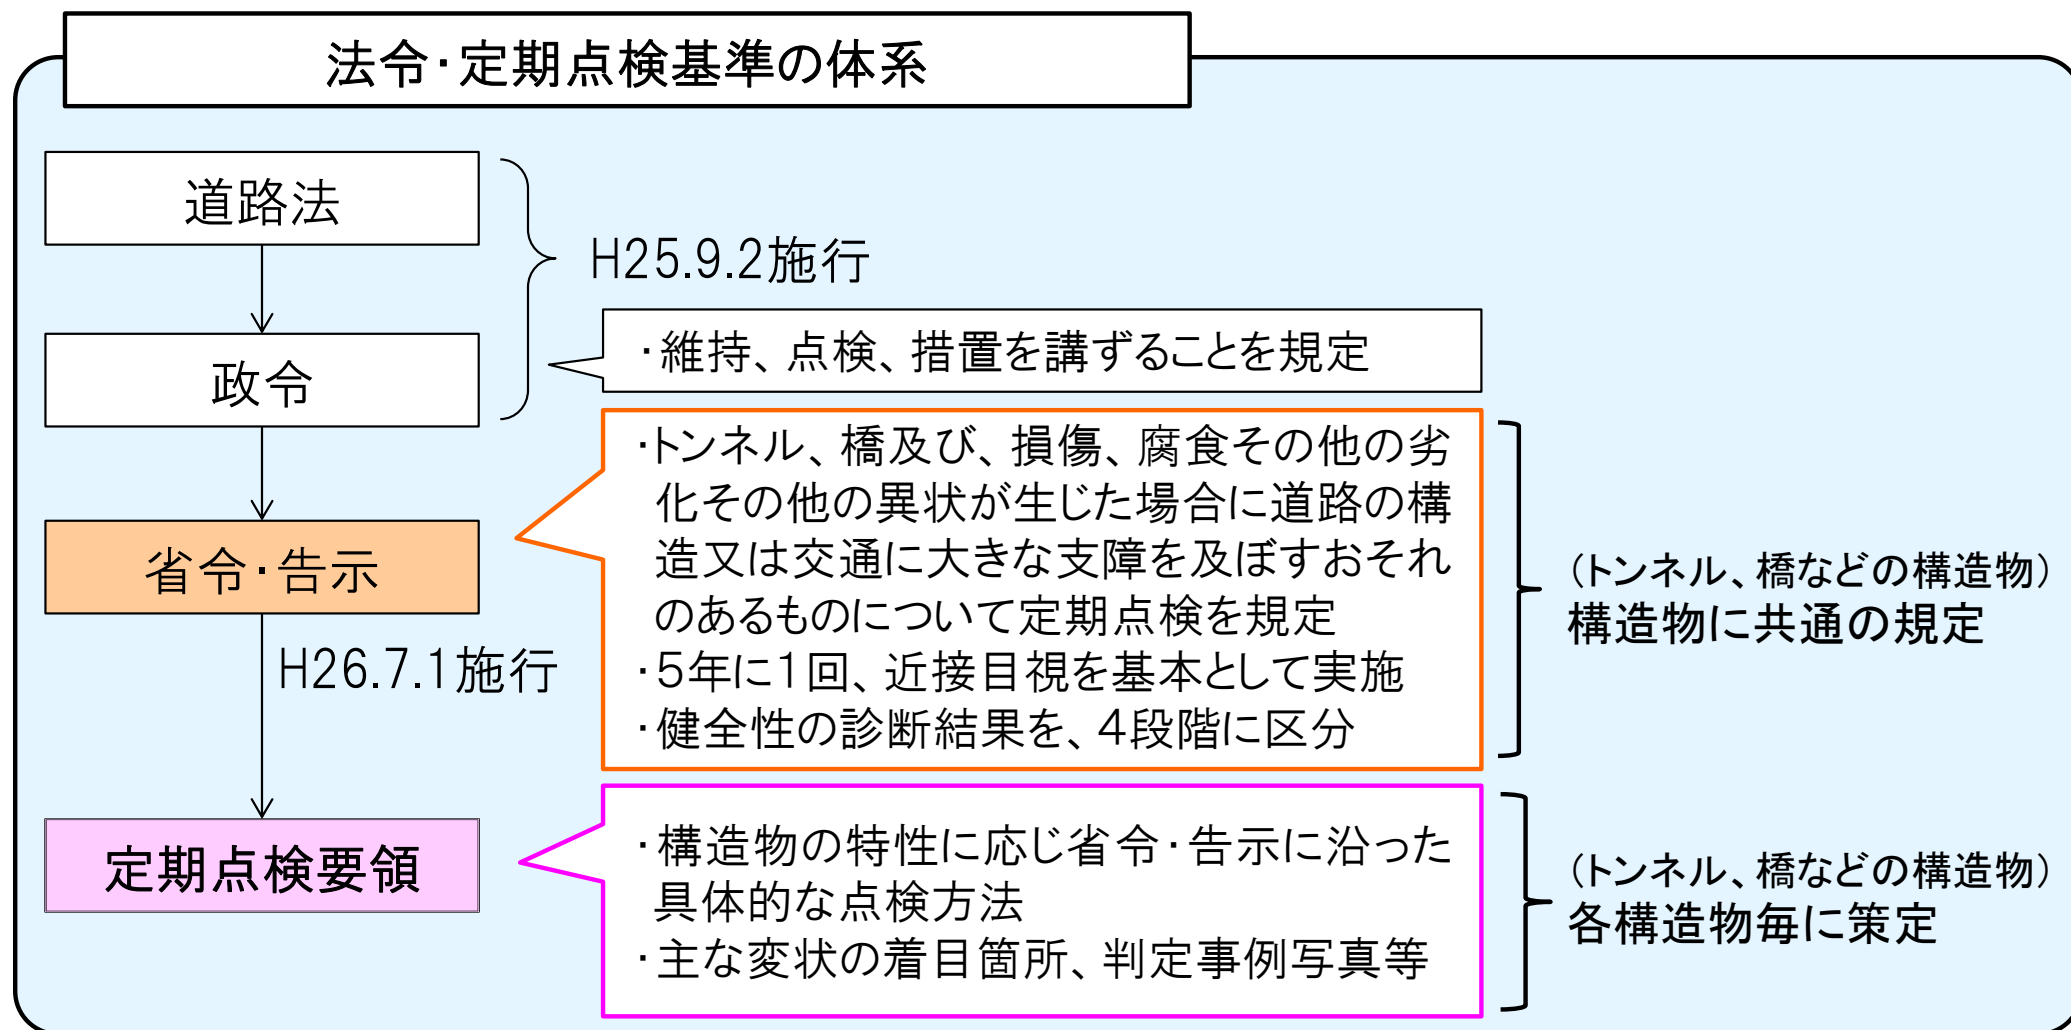 法令・定期点検基準の体系
道路法
H25.9.2施行
政令
・維持、点検、措置を講ずることを規定
省令・告示
・トンネル、橋及び、損傷、腐食その他の劣
化その他の異状が生じた場合に道路の構
造又は交通に大きな支障を及ぼすおそれ
のあるものについて定期点検を規定
・5年に1回、近接目視を基本として実施
・健全性の診断結果を、4段階に区分
(トンネル、橋などの構造物)
構造物に共通の規定
H26.7.1施行
定期点検要領
・構造物の特性に応じ省令・告示に沿った
具体的な点検方法
・主な変状の着目箇所、判定事例写真等
(トンネル、橋などの構造物)
各構造物毎に策定